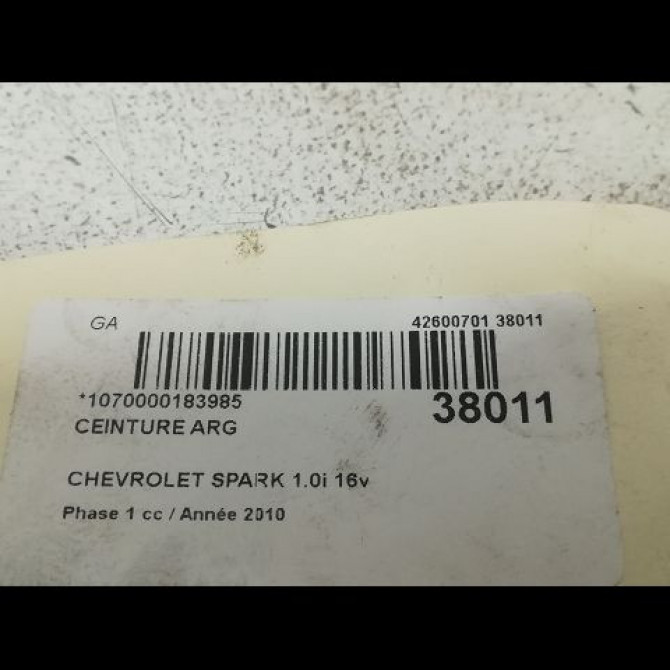 GA 42600701 38011
*1070000183985 38011
CEINTURE ARG
CHEVROLET SPARK 1.0i 16v
Phase 1 cc / Année 2010